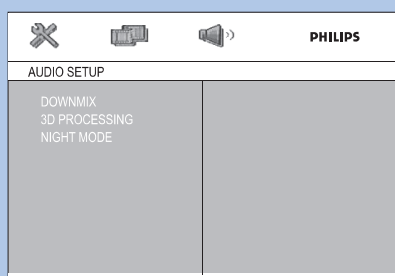 PHILIPS
AUDIO SETUP
DOWNMIX
3D PROCESSING
NIGHT MODE